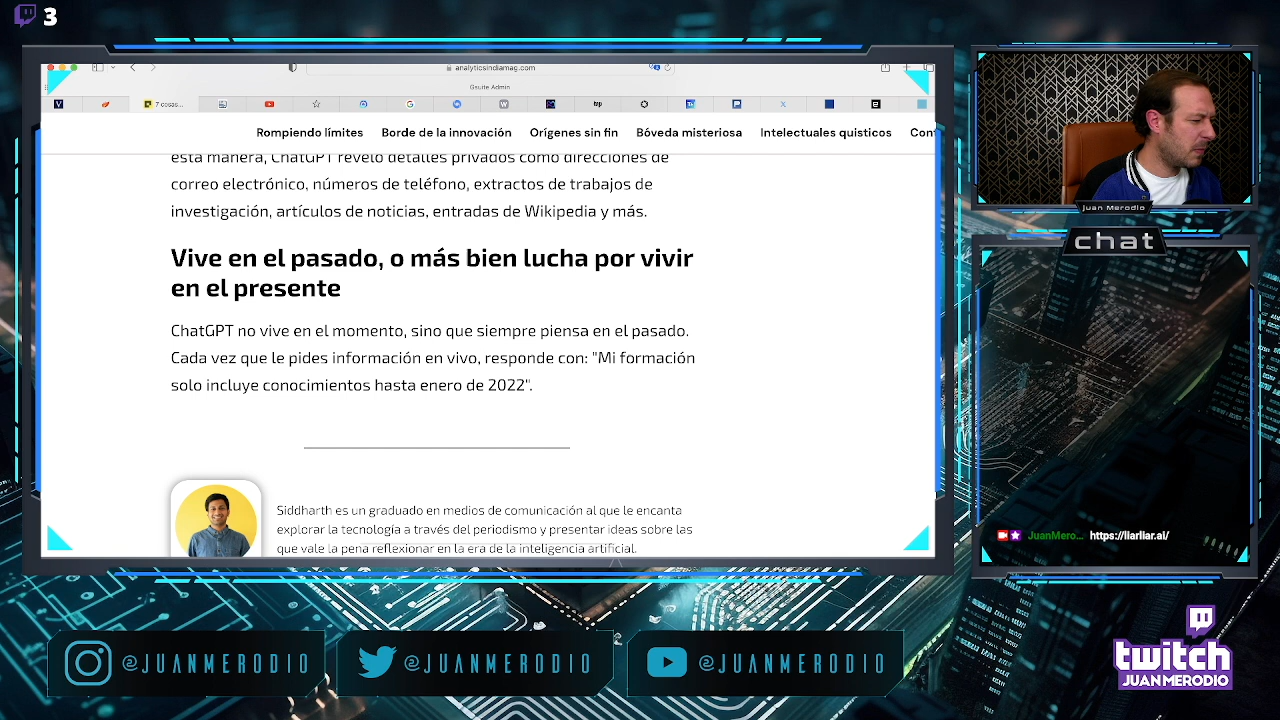 3
analyticsindiamag.com
Gsuite Admin
7 cosas...
Rompiendo límites Borde de la innovación Orígenes sin fin Bóveda misteriosa Intelectuales quisticos Con
esta manera, ChatGPT reveló detalles privados como direcciones de
correo electrónico, números de teléfono, extractos de trabajos de
investigación, artículos de noticias, entradas de Wikipedia y más.
Vive en el pasado, o más bien lucha por vivir
en el presente
ChatGPT no vive en el momento, sino que siempre piensa en el pasado.
Cada vez que le pides información en vivo, responde con: "Mi formación
solo incluye conocimientos hasta enero de 2022".
Siddharth es un graduado en medios de comunicación al que le encanta
explorar la tecnología a través del periodismo y presentar ideas sobre las
que vale la pena reflexionar en la era de la inteligencia artificial.
Juan Merodio
chat
JuanMero... https://liarliar.ai/
@JUANMERODIO @JUANMERODIO @JUANMERODIO
twitch
JUANMERODIO